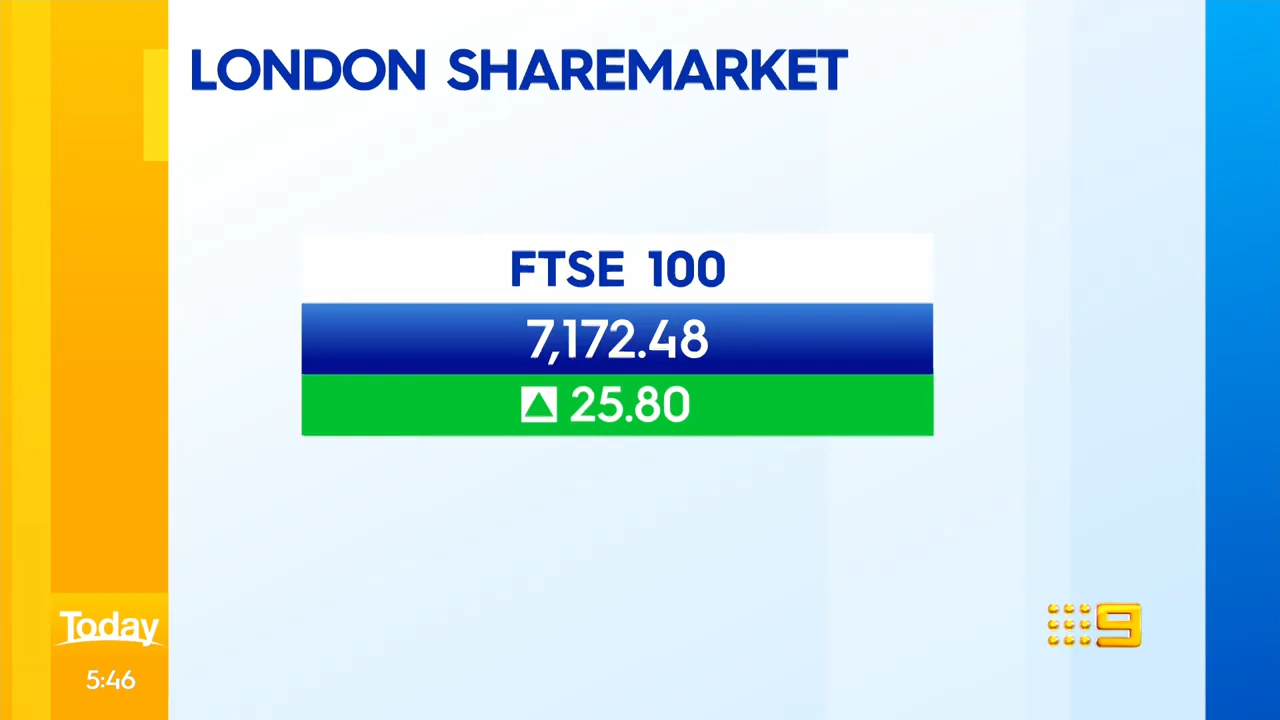 LONDON SHAREMARKET
FTSE 100
7,172.48
25.80
Today
5:46
9